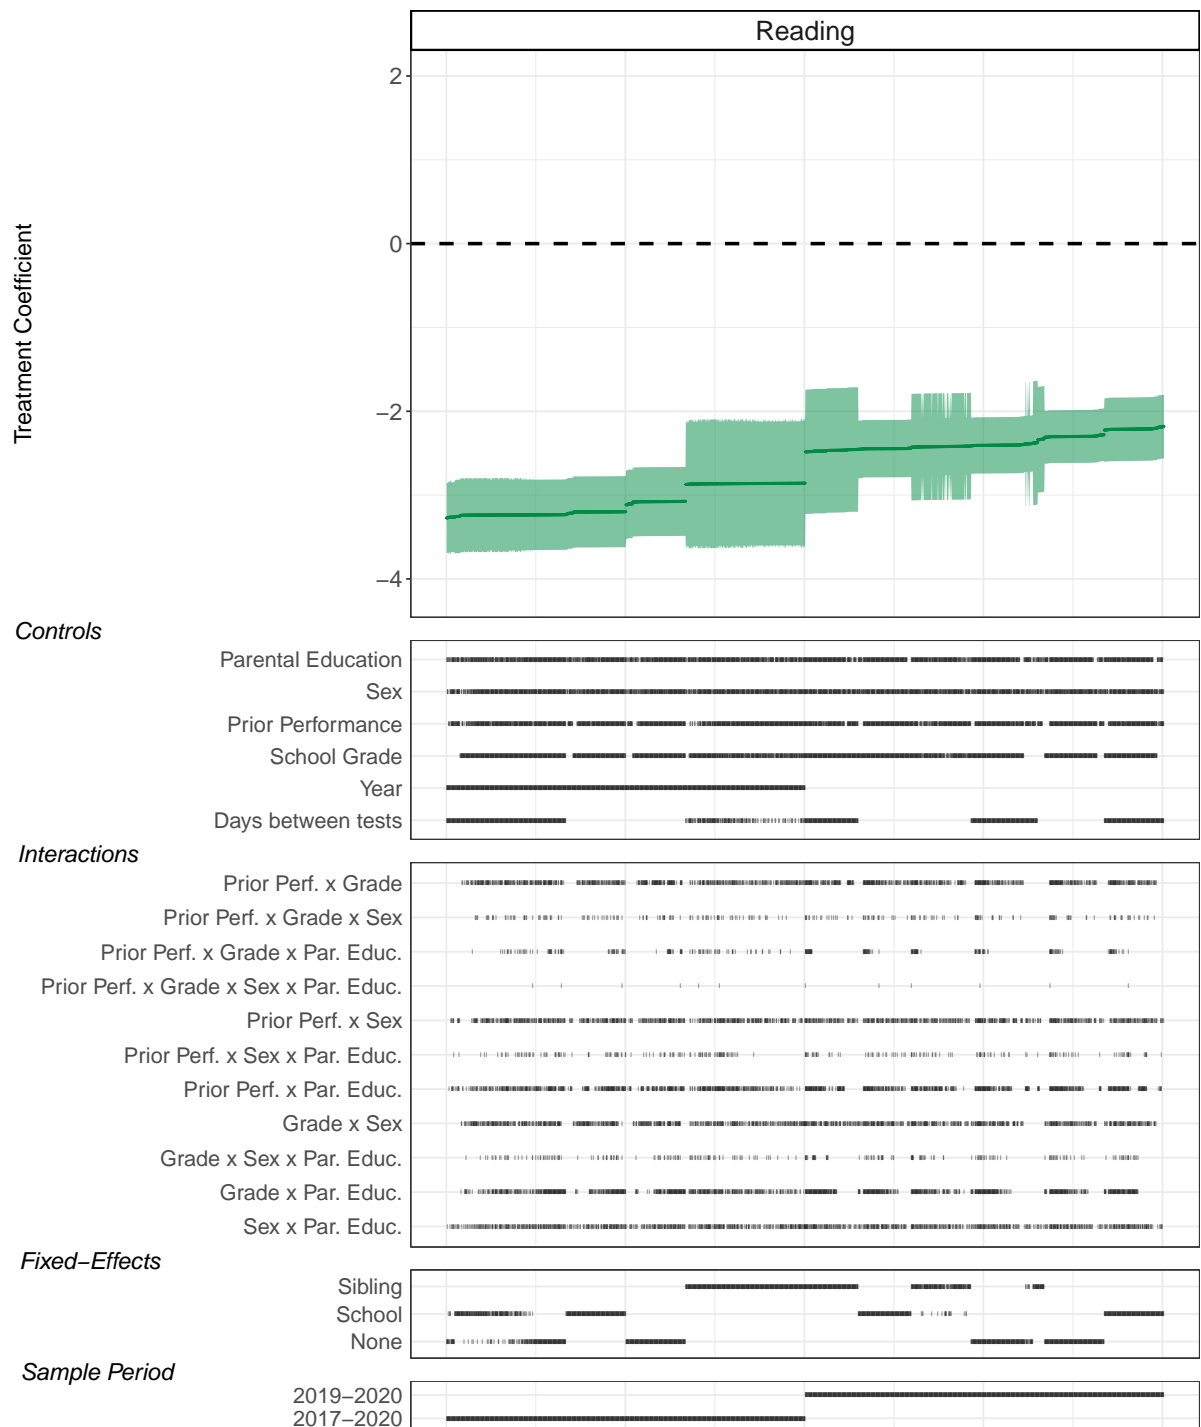 Reading
Treatment Coefficient
2
0
−2
−4
Controls
Parental Education
Sex
Prior Performance
School Grade
Year
Days between tests
Interactions
Prior Perf. x Grade
Prior Perf. x Grade x Sex
Prior Perf. x Grade x Par. Educ.
Prior Perf. x Grade x Sex x Par. Educ.
Prior Perf. x Sex
Prior Perf. x Sex x Par. Educ.
Prior Perf. x Par. Educ.
Grade x Sex
Grade x Sex x Par. Educ.
Grade x Par. Educ.
Sex x Par. Educ.
Fixed−Effects
Sibling
School
None
Sample Period
2019−2020
2017−2020